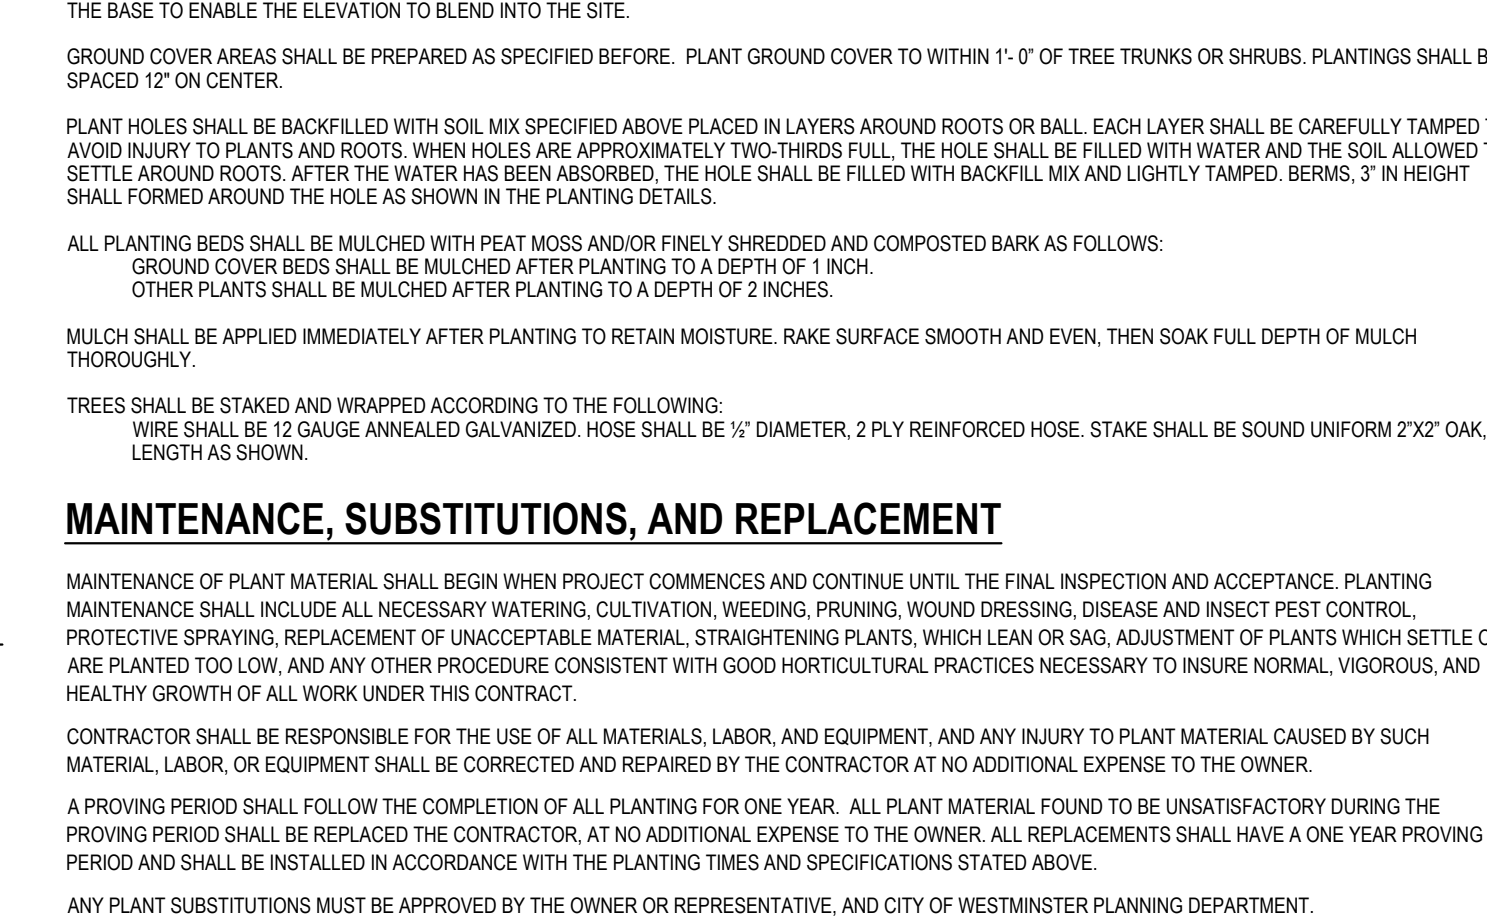 THE BASE TO ENABLE THE ELEVATION TO BLEND INTO THE SITE.
GROUND COVER AREAS SHALL BE PREPARED AS SPECIFIED BEFORE.  PLANT GROUND COVER TO WITHIN 1'- 0” OF TREE TRUNKS OR SHRUBS. PLANTINGS SHALL
SPACED 12" ON CENTER.
PLANT HOLES SHALL BE BACKFILLED WITH SOIL MIX SPECIFIED ABOVE PLACED IN LAYERS AROUND ROOTS OR BALL. EACH LAYER SHALL BE CAREFULLY TAMPED
AVOID INJURY TO PLANTS AND ROOTS. WHEN HOLES ARE APPROXIMATELY TWO-THIRDS FULL, THE HOLE SHALL BE FILLED WITH WATER AND THE SOIL ALLOWED
SETTLE AROUND ROOTS. AFTER THE WATER HAS BEEN ABSORBED, THE HOLE SHALL BE FILLED WITH BACKFILL MIX AND LIGHTLY TAMPED. BERMS, 3” IN HEIGHT
SHALL FORMED AROUND THE HOLE AS SHOWN IN THE PLANTING DETAILS.
ALL PLANTING BEDS SHALL BE MULCHED WITH PEAT MOSS AND/OR FINELY SHREDDED AND COMPOSTED BARK AS FOLLOWS:
GROUND COVER BEDS SHALL BE MULCHED AFTER PLANTING TO A DEPTH OF 1 INCH.
OTHER PLANTS SHALL BE MULCHED AFTER PLANTING TO A DEPTH OF 2 INCHES.
MULCH SHALL BE APPLIED IMMEDIATELY AFTER PLANTING TO RETAIN MOISTURE. RAKE SURFACE SMOOTH AND EVEN, THEN SOAK FULL DEPTH OF MULCH
THOROUGHLY.
TREES SHALL BE STAKED AND WRAPPED ACCORDING TO THE FOLLOWING:
WIRE SHALL BE 12 GAUGE ANNEALED GALVANIZED. HOSE SHALL BE ½” DIAMETER, 2 PLY REINFORCED HOSE. STAKE SHALL BE SOUND UNIFORM 2”X2” OAK,
LENGTH AS SHOWN.
MAINTENANCE, SUBSTITUTIONS, AND REPLACEMENT
MAINTENANCE OF PLANT MATERIAL SHALL BEGIN WHEN PROJECT COMMENCES AND CONTINUE UNTIL THE FINAL INSPECTION AND ACCEPTANCE. PLANTING
MAINTENANCE SHALL INCLUDE ALL NECESSARY WATERING, CULTIVATION, WEEDING, PRUNING, WOUND DRESSING, DISEASE AND INSECT PEST CONTROL,
PROTECTIVE SPRAYING, REPLACEMENT OF UNACCEPTABLE MATERIAL, STRAIGHTENING PLANTS, WHICH LEAN OR SAG, ADJUSTMENT OF PLANTS WHICH SETTLE
ARE PLANTED TOO LOW, AND ANY OTHER PROCEDURE CONSISTENT WITH GOOD HORTICULTURAL PRACTICES NECESSARY TO INSURE NORMAL, VIGOROUS, AND
HEALTHY GROWTH OF ALL WORK UNDER THIS CONTRACT.
CONTRACTOR SHALL BE RESPONSIBLE FOR THE USE OF ALL MATERIALS, LABOR, AND EQUIPMENT, AND ANY INJURY TO PLANT MATERIAL CAUSED BY SUCH
MATERIAL, LABOR, OR EQUIPMENT SHALL BE CORRECTED AND REPAIRED BY THE CONTRACTOR AT NO ADDITIONAL EXPENSE TO THE OWNER.
A PROVING PERIOD SHALL FOLLOW THE COMPLETION OF ALL PLANTING FOR ONE YEAR.  ALL PLANT MATERIAL FOUND TO BE UNSATISFACTORY DURING THE
PROVING PERIOD SHALL BE REPLACED THE CONTRACTOR, AT NO ADDITIONAL EXPENSE TO THE OWNER. ALL REPLACEMENTS SHALL HAVE A ONE YEAR PROVING
PERIOD AND SHALL BE INSTALLED IN ACCORDANCE WITH THE PLANTING TIMES AND SPECIFICATIONS STATED ABOVE.
ANY PLANT SUBSTITUTIONS MUST BE APPROVED BY THE OWNER OR REPRESENTATIVE, AND CITY OF WESTMINSTER PLANNING DEPARTMENT.